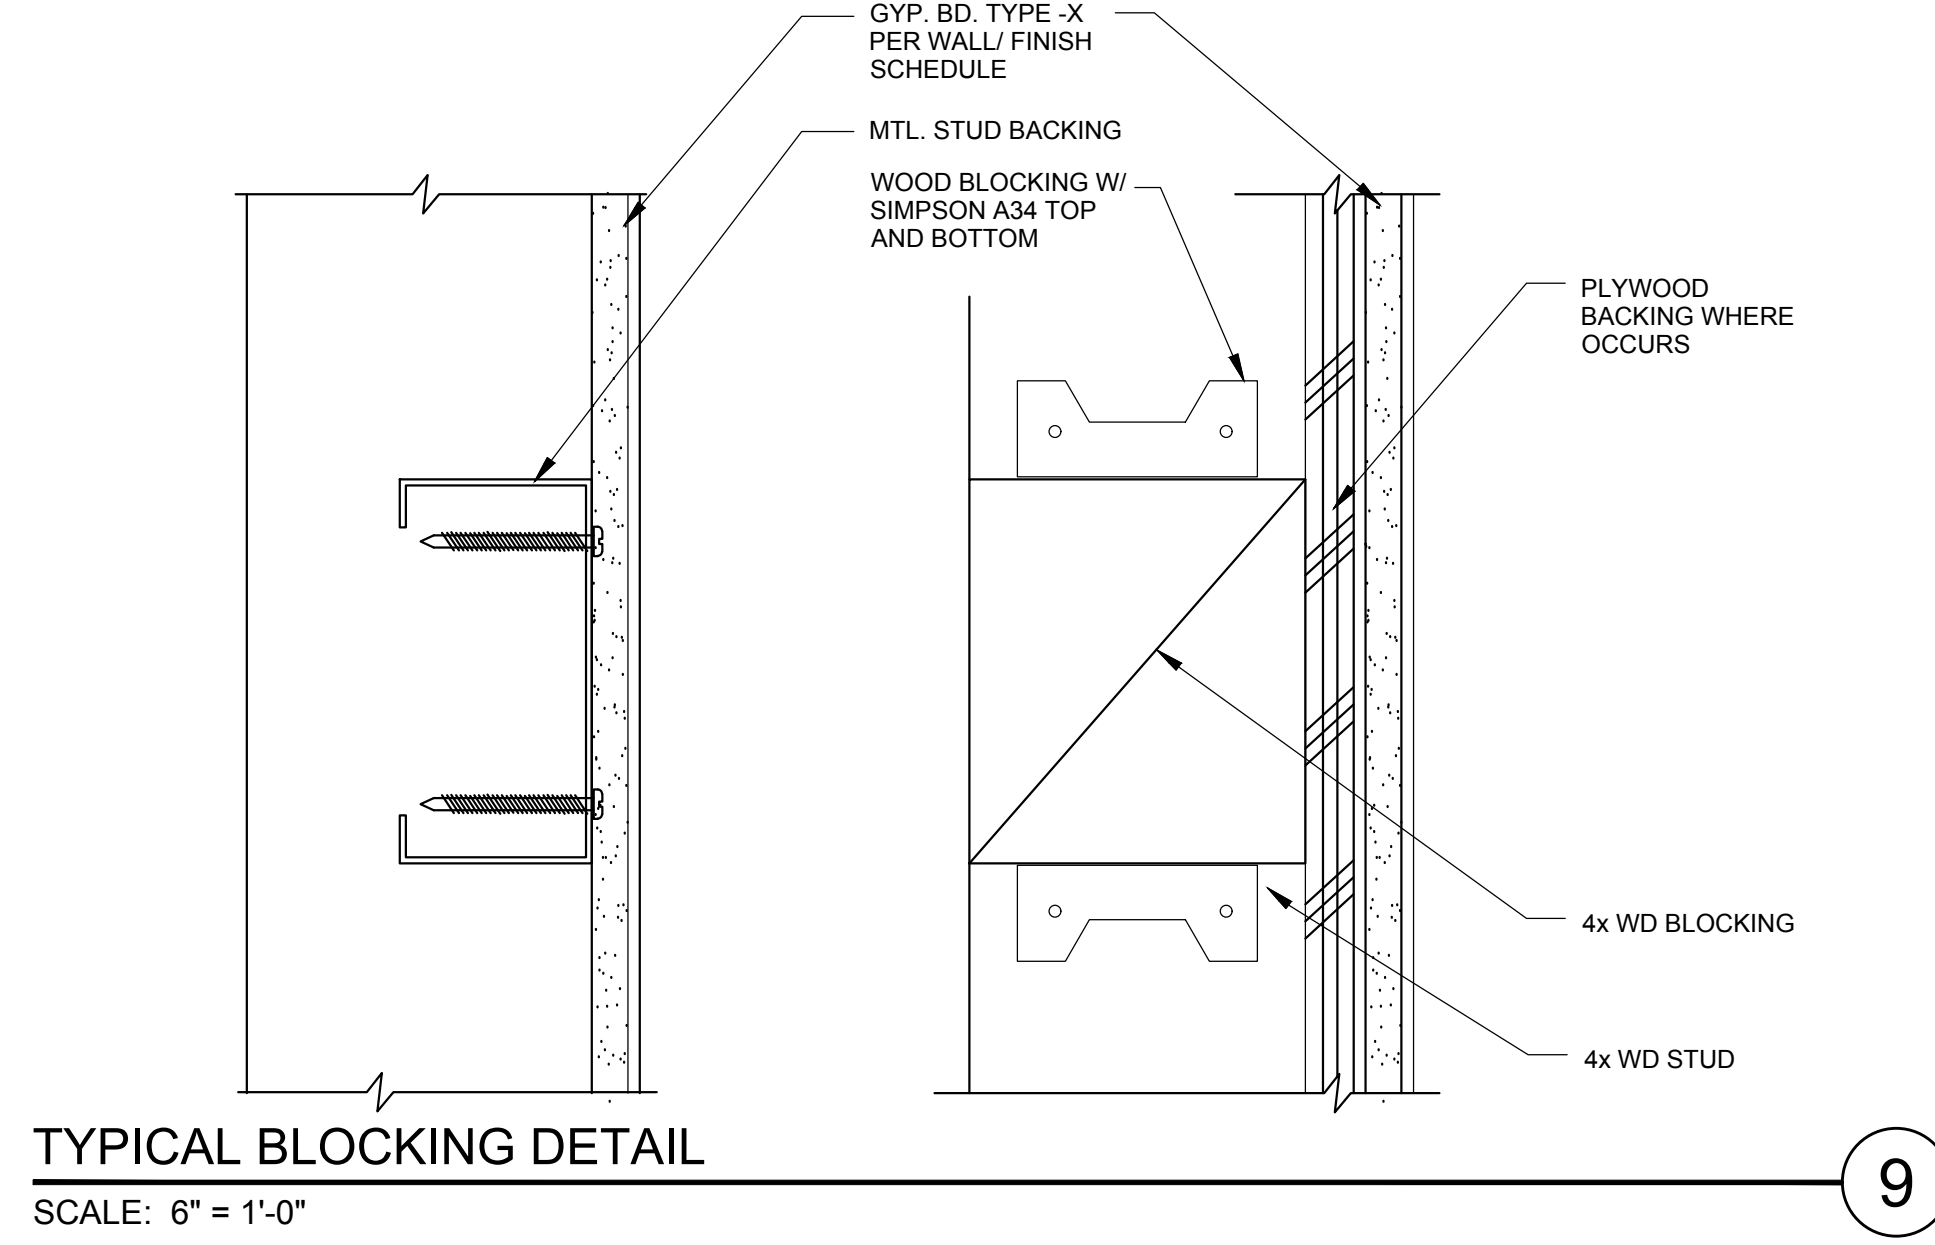 GYP. BD. TYPE -X
PER WALL/ FINISH
SCHEDULE
MTL. STUD BACKING
WOOD BLOCKING W/
SIMPSON A34 TOP
AND BOTTOM
PLYWOOD
BACKING WHERE
OCCURS
4x WD BLOCKING
4x WD STUD
TYPICAL BLOCKING DETAIL
9
SCALE: 6" = 1'-0"